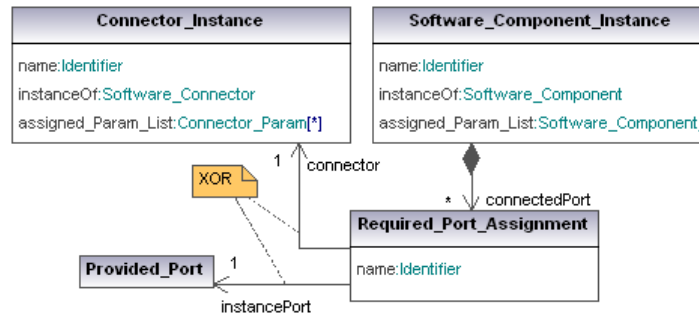 Connector_Instance
name:Identifier
instanceOf:Software_Connector
assigned_Param_List:Connector_Param[*]
Software_Component_Instance
name:Identifier
instanceOf:Software_Component
assigned_Param_List:Software_Component_
1
connector
XOR
*
connectedPort
Required_Port_Assignment
name:Identifier
Provided_Port
1
instancePort